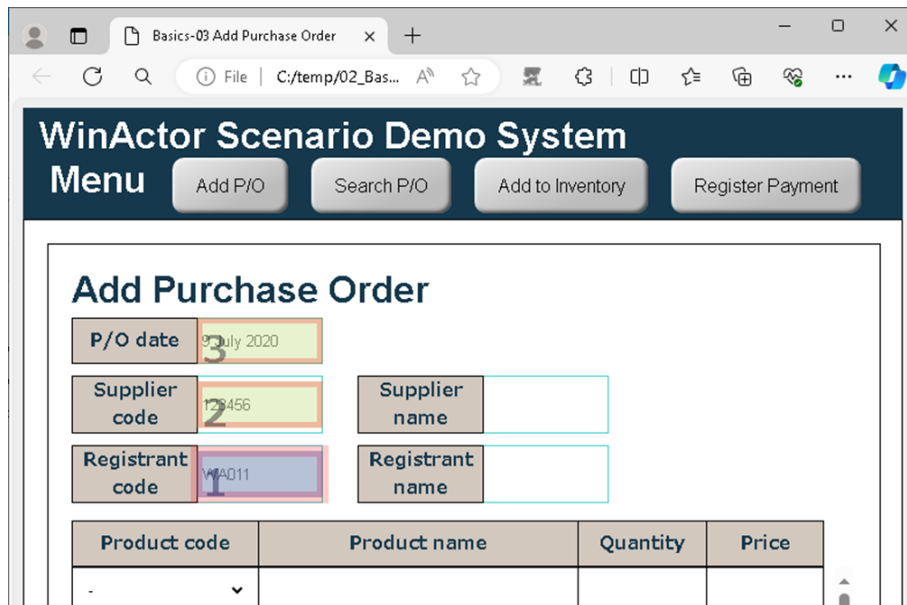 Basics-03 Add Purchase Order
File C:/temp/02_Bas...
WinActor Scenario Demo System
Menu Add P/O Search P/O Add to Inventory Register Payment
Add Purchase Order
P/O date 9 July 2020
3
Supplier code 123456 Supplier name
2
Registrant code WA011 Registrant name
1
Product code Product name Quantity Price
-